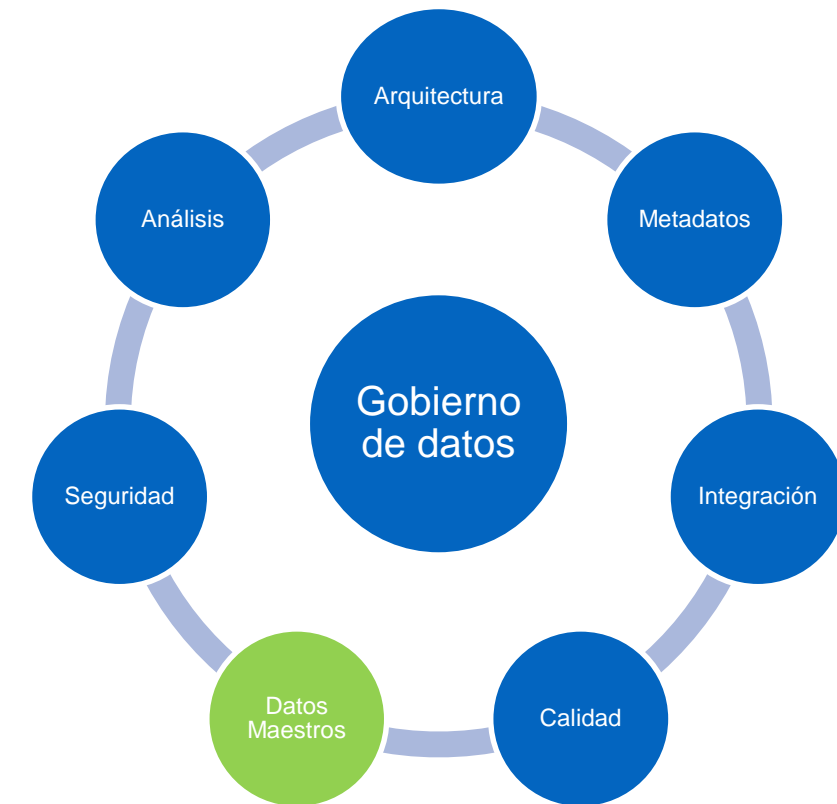 Arquitectura
Análisis
Metadatos
Gobierno
de datos
Seguridad
Integración
Datos
Maestros
Calidad